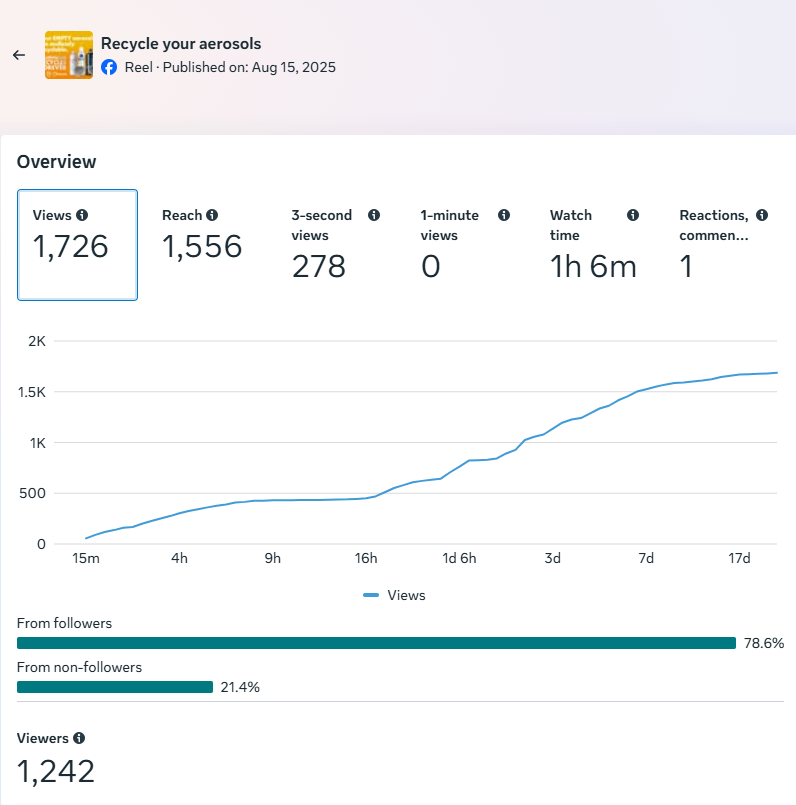 Recycle your aerosols
Reel · Published on: Aug 15, 2025
Overview
Views
1,726
Reach
1,556
3-second
views
278
1-minute
views
0
Watch
time
1h 6m
Reactions,
commen...
1
2K
1.5K
1K
500
0
15m 4h 9h 16h 1d 6h 3d 7d 17d
Views
From followers
78.6%
From non-followers
21.4%
Viewers
1,242